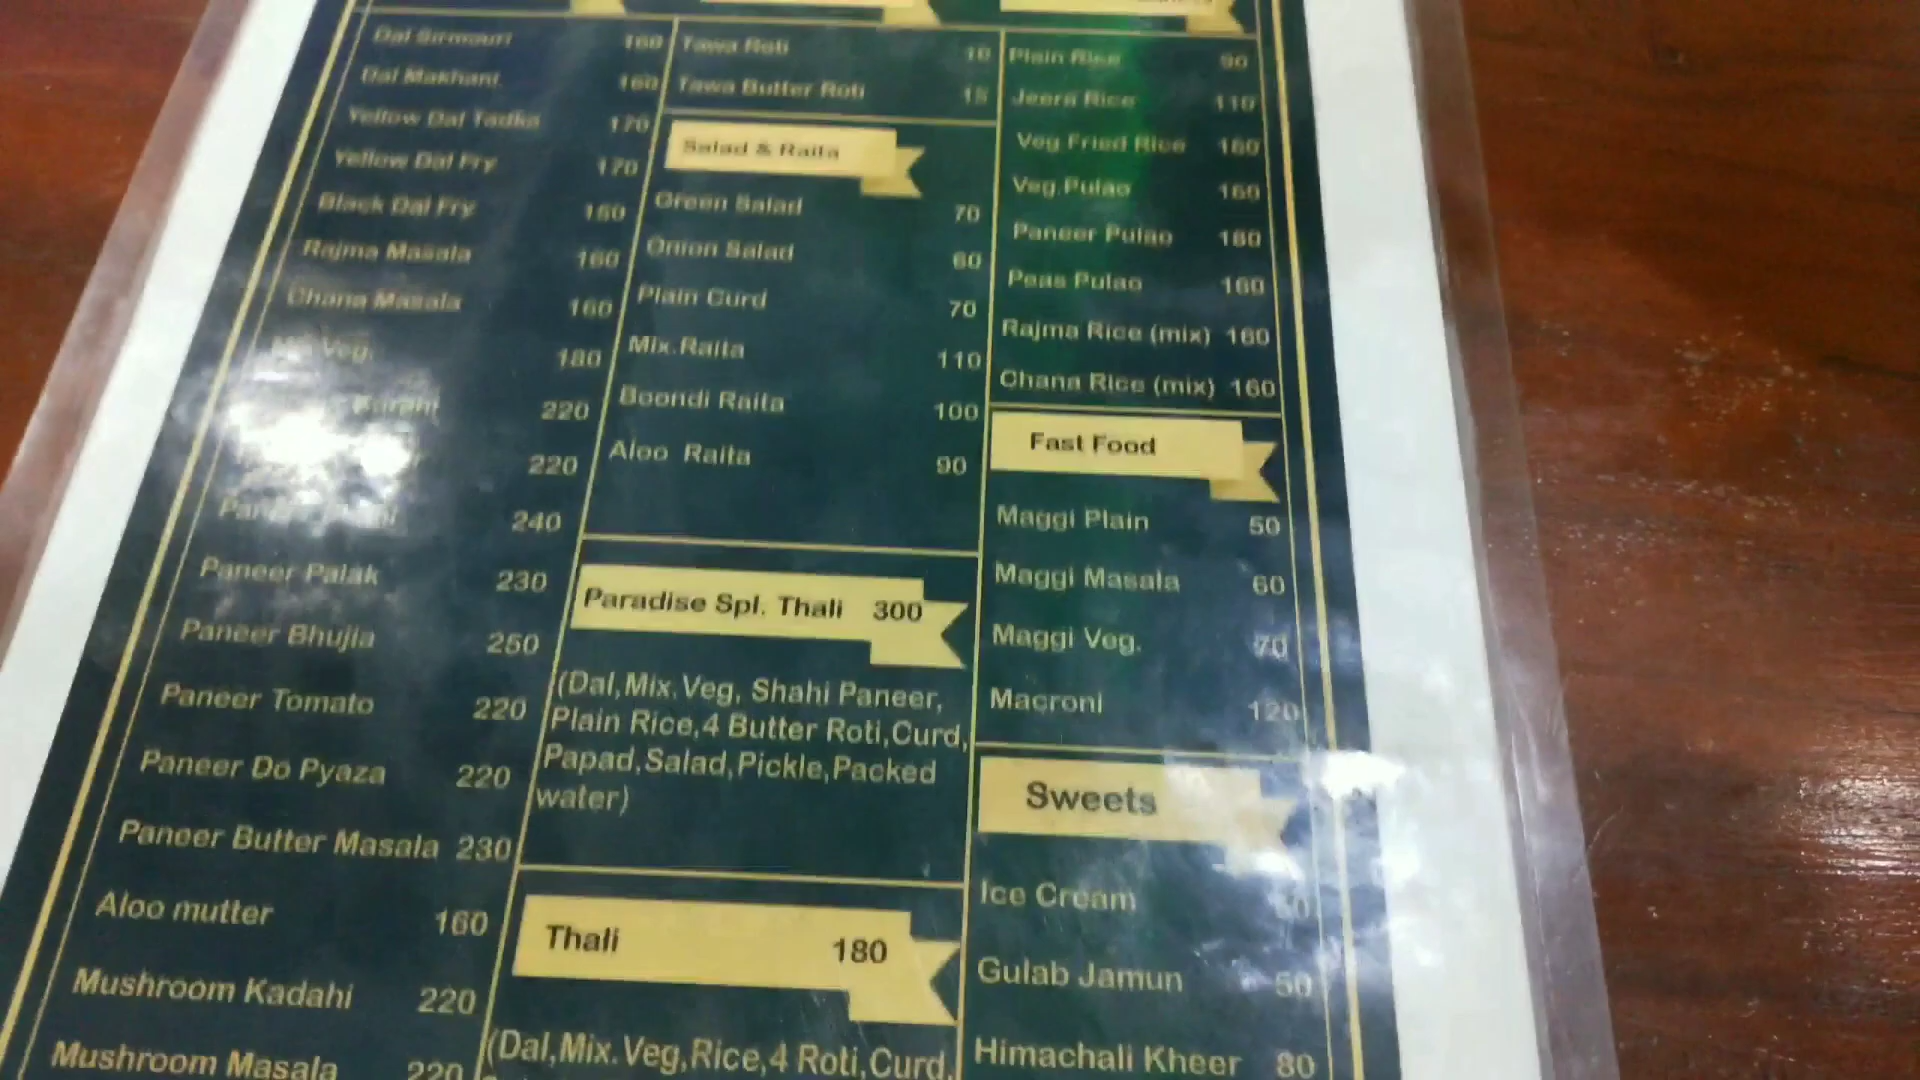 Dal Sirmouri 160
Dal Makhani 160
Yellow Dal Tadka 170
Yellow Dal Fry 170
Black Dal Fry
Rajma Masala 160
Chana Masala 160
Veg. 180
220
220
240
Paneer Palak 230
Paneer Bhujia 250
Paneer Tomato 220
Paneer Do Pyaza 220
Paneer Butter Masala 230
Aloo mutter 160
Mushroom Kadahi 220
Mushroom Masala 220
Tawa Roti 10
Tawa Butter Roti 15
Salad & Raita
Green Salad 70
Onion Salad 60
Plain Curd 70
Mix.Raita 110
Boondi Raita 100
Aloo Raita 90
Paradise Spl. Thali 300
(Dal,Mix.Veg, Shahi Paneer,
Plain Rice,4 Butter Roti,Curd,
Papad,Salad,Pickle,Packed
water)
Thali 180
(Dal,Mix.Veg,Rice,4 Roti,Curd,
Plain Rice 90
Jeera Rice 110
Veg Fried Rice
Veg.Pulao 160
Paneer Pulao 180
Peas Pulao 160
Rajma Rice (mix) 160
Chana Rice (mix) 160
Fast Food
Maggi Plain 50
Maggi Masala 60
Maggi Veg. 70
Macroni 120
Sweets
Ice Cream
Gulab Jamun 50
Himachali Kheer 80